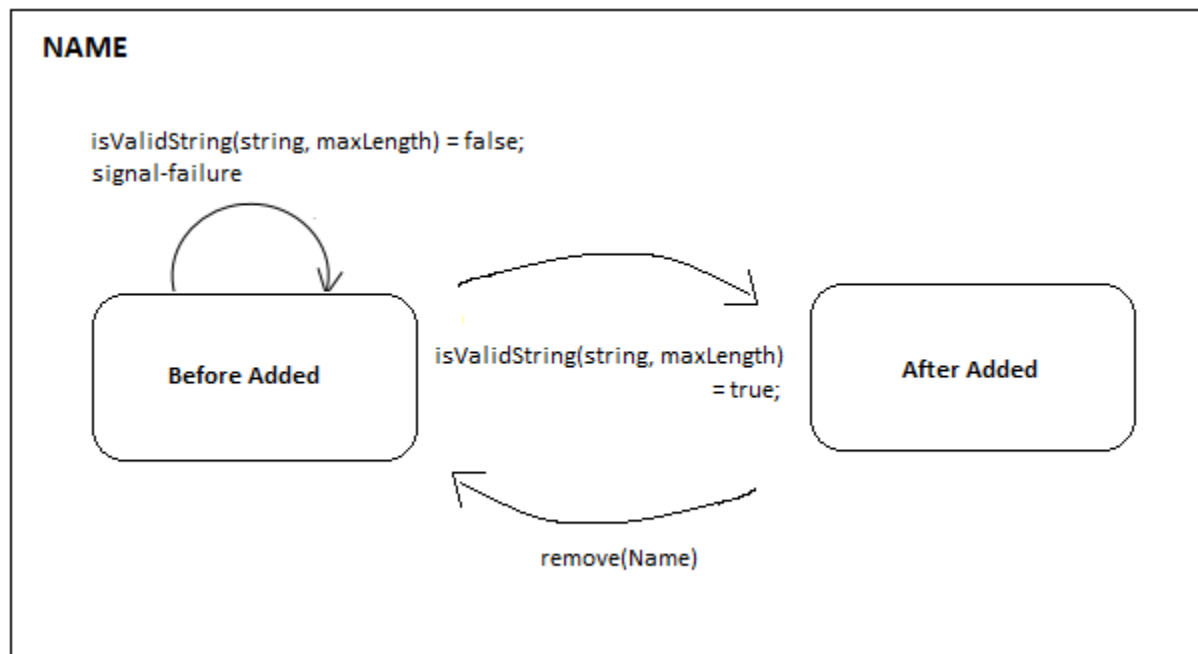 NAME
isValidString(string, maxLength) = false;
signal-failure
Before Added
isValidString(string, maxLength)
= true;
After Added
remove(Name)